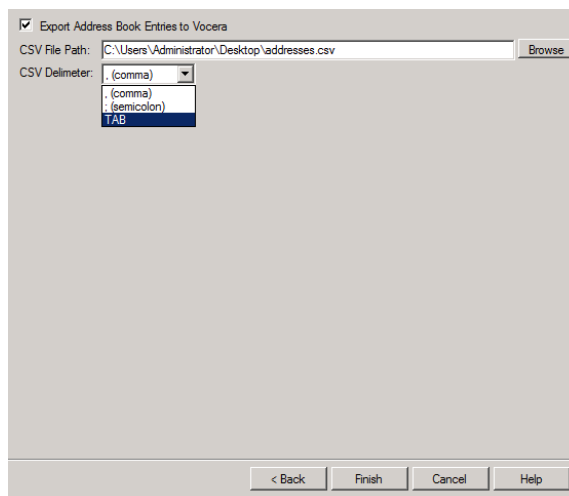 Export Address Book Entries to Vocera
CSV File Path: C:\Users\Administrator\Desktop\addresses.csv Browse
CSV Delimeter: , (comma)
, (comma)
; (semicolon)
TAB
< Back Finish Cancel Help